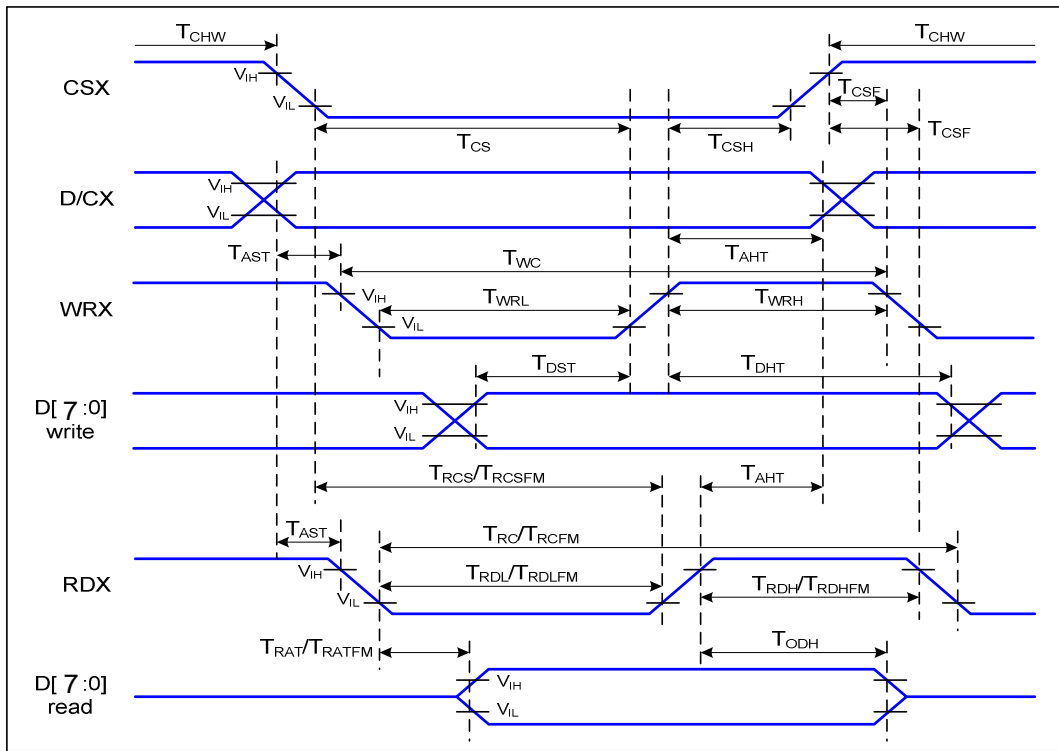 TCHW TCHW
CSX VIH
VIL
TCSF
TCS TCSH TCSF
D/CX VIH
VIL
TAST TWC TAHT
WRX VIH TWRL TWRH
VIL
TDST TDHT
D[ 7 :0] VIH
write VIL
TRCS/TRCSFM TAHT
TAST TRC/TRCFM
RDX VIH TRDL/TRDLFM TRDH/TRDHFM
VIL
TRAT/TRATFM TODH
D[ 7 :0] VIH
read VIL